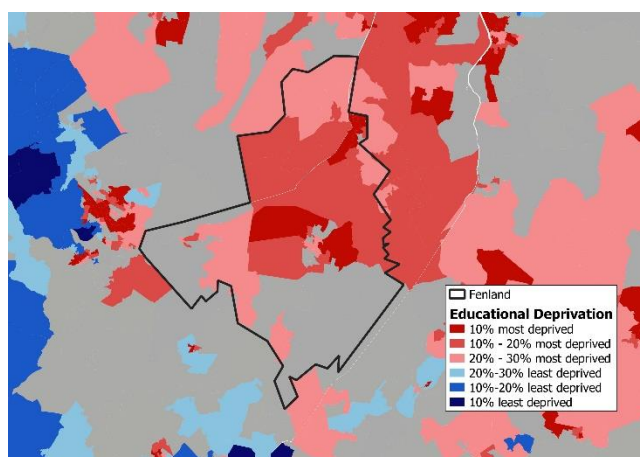 Fenland
Educational Deprivation
10% most deprived
10% - 20% most deprived
20% - 30% most deprived
20%-30% least deprived
10%-20% least deprived
10% least deprived